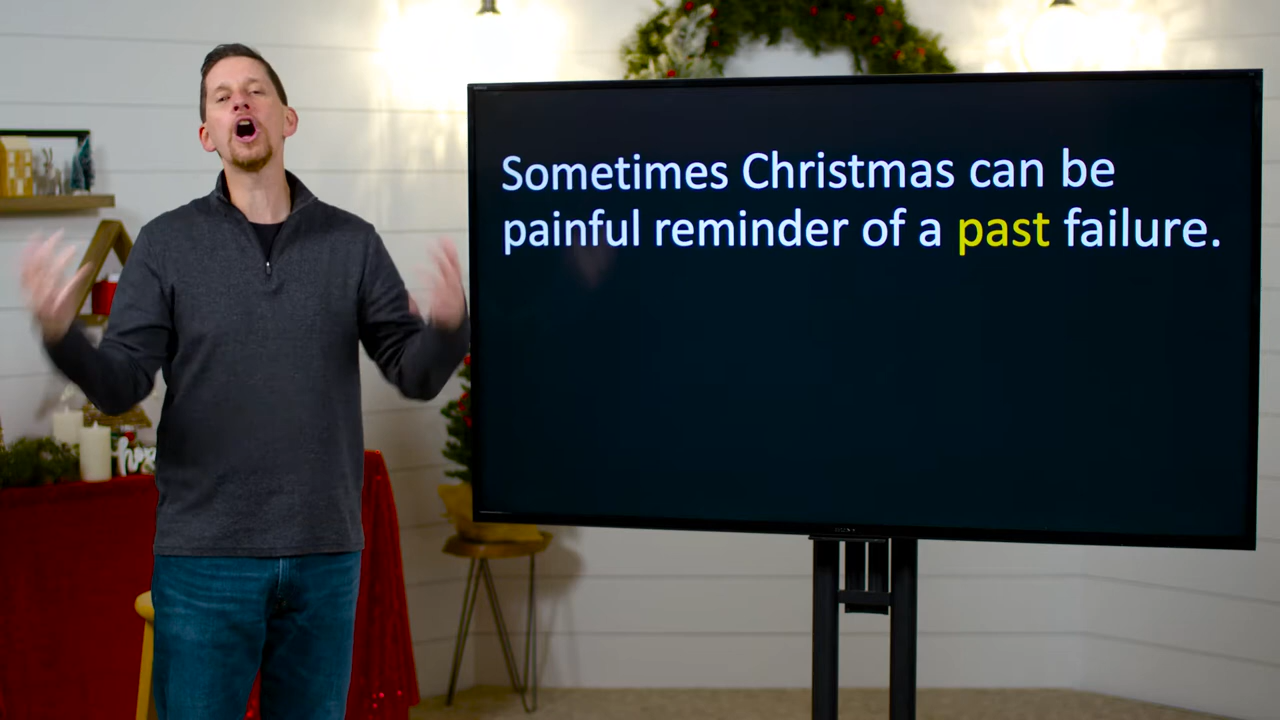 Sometimes Christmas can be
painful reminder of a past failure.